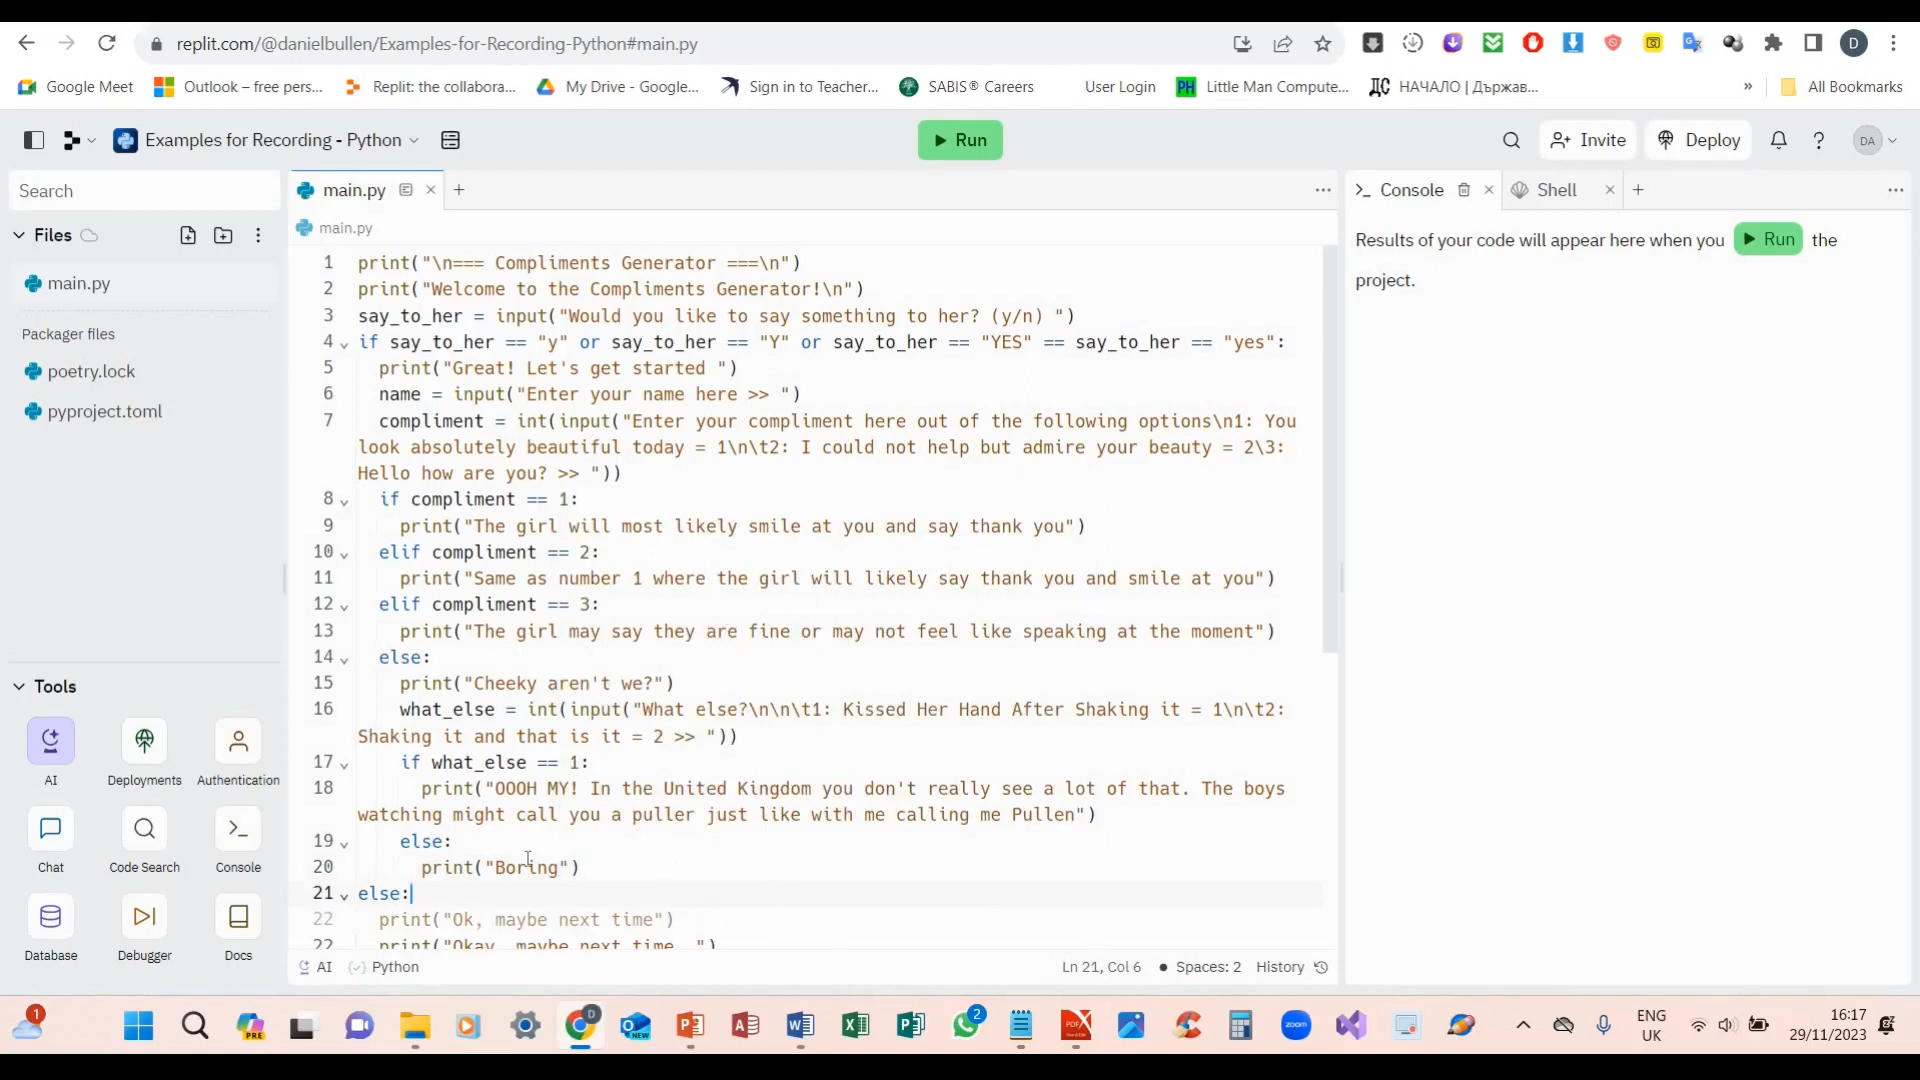 replit.com/@danielbullen/Examples-for-Recording-Python#main.py
D
Google Meet
Outlook – free pers...
Replit: the collabora...
My Drive - Google...
Sign in to Teacher...
SABIS® Careers
User Login
PH
Little Man Compute...
ДС
НАЧАЛО | Държав...
»
All Bookmarks
Examples for Recording - Python
Run
Invite
Deploy
?
DA
Search
Files
main.py
Packager files
poetry.lock
pyproject.toml
Tools
AI
Deployments
Authentication
Chat
Code Search
Console
Database
Debugger
Docs
main.py
main.py
1 print("\n=== Compliments Generator ===\n")
2 print("Welcome to the Compliments Generator!\n")
3 say_to_her = input("Would you like to say something to her? (y/n) ")
4 if say_to_her == "y" or say_to_her == "Y" or say_to_her == "YES" == say_to_her == "yes":
5 print("Great! Let's get started ")
6 name = input("Enter your name here >> ")
7 compliment = int(input("Enter your compliment here out of the following options\n1: You
look absolutely beautiful today = 1\n\t2: I could not help but admire your beauty = 2\3:
Hello how are you? >> "))
8 if compliment == 1:
9 print("The girl will most likely smile at you and say thank you")
10 elif compliment == 2:
11 print("Same as number 1 where the girl will likely say thank you and smile at you")
12 elif compliment == 3:
13 print("The girl may say they are fine or may not feel like speaking at the moment")
14 else:
15 print("Cheeky aren't we?")
16 what_else = int(input("What else?\n\n\t1: Kissed Her Hand After Shaking it = 1\n\t2:
Shaking it and that is it = 2 >> "))
17 if what_else == 1:
18 print("OOOH MY! In the United Kingdom you don't really see a lot of that. The boys
watching might call you a puller just like with me calling me Pullen")
19 else:
20 print("Boring")
21 else:
22 print("Ok, maybe next time")
22 print("Okay, maybe next time.")
AI
Python
Ln 21, Col 6
Spaces: 2
History
Console
Shell
Results of your code will appear here when you Run the
project.
1
PRE
D
NEW
2
PDF
zoom
ENG
UK
16:17
29/11/2023